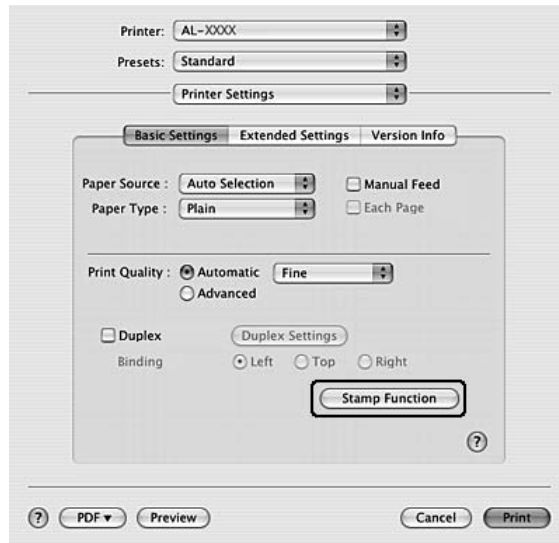 Printer: AL-XXXX
Presets: Standard
Printer Settings
Basic Settings Extended Settings Version Info
Paper Source : Auto Selection Manual Feed
Paper Type : Plain Each Page
Print Quality : Automatic Fine
Advanced
Duplex Duplex Settings
Binding Left Top Right
Stamp Function
?
? PDF▼ Preview Cancel Print